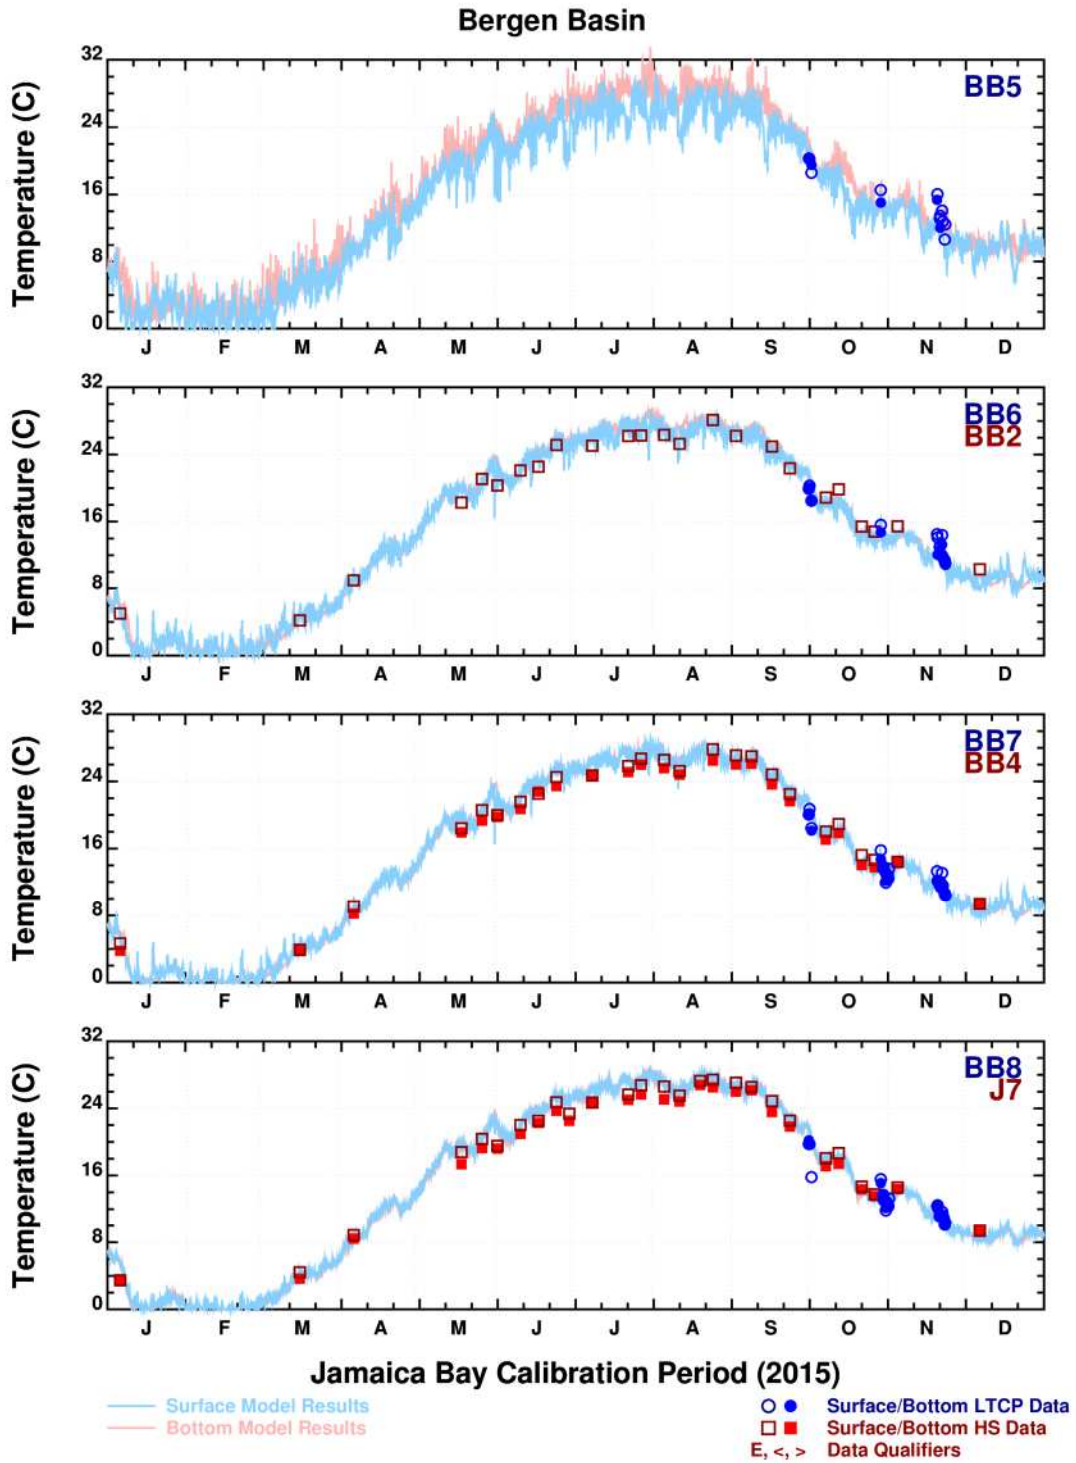 Bergen Basin
Temperature (C)
32
24
16
8
0
BB5
J F M A M J J A S O N D
Temperature (C)
32
24
16
8
0
BB6
BB2
J F M A M J J A S O N D
Temperature (C)
32
24
16
8
0
BB7
BB4
J F M A M J J A S O N D
Temperature (C)
32
24
16
8
0
BB8
J7
J F M A M J J A S O N D
Jamaica Bay Calibration Period (2015)
Surface Model Results
Bottom Model Results
Surface/Bottom LTCP Data
Surface/Bottom HS Data
E, <, > Data Qualifiers